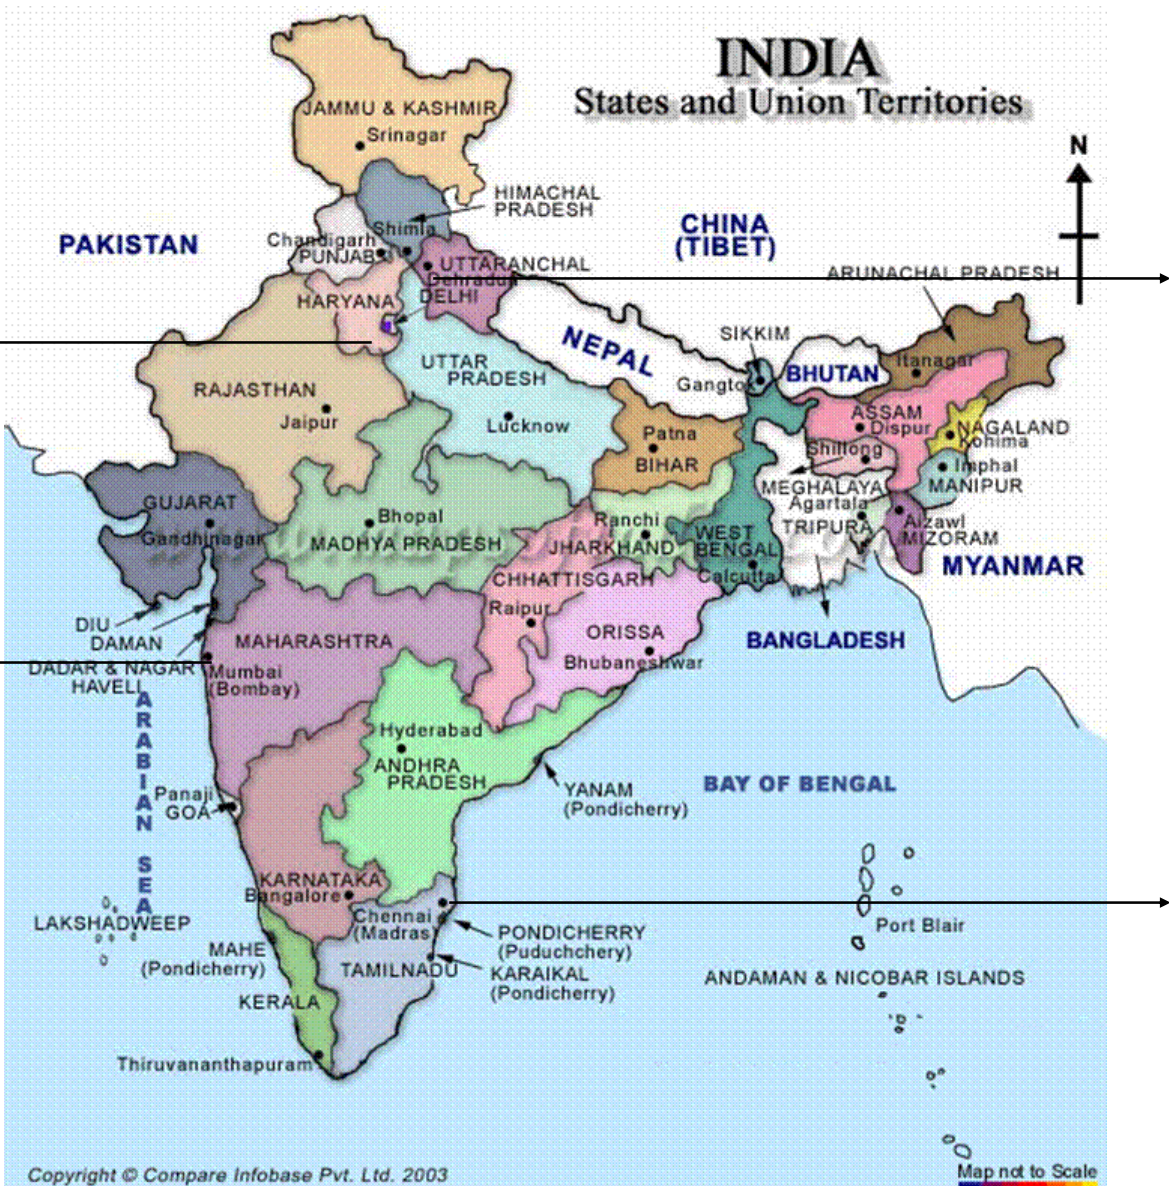 INDIA
States and Union Territories
JAMMU & KASHMIR
Srinagar
N
HIMACHAL
PRADESH
Shimla
CHINA
(TIBET)
PAKISTAN
Chandigarh
PUNJAB
UTTARANCHAL
Dehradun
ARUNACHAL PRADESH
HARYANA
DELHI
SIKKIM
NEPAL
UTTAR
PRADESH
Gangtok
BHUTAN
Itanagar
RAJASTHAN
Jaipur
Lucknow
ASSAM
Dispur
NAGALAND
Kohima
Patna
BIHAR
Shillong
Imphal
MEGHALAYA
MANIPUR
GUJARAT
Gandhinagar
Bhopal
MADHYA PRADESH
Ranchi
JHARKHAND
WEST
BENGAL
Calcutta
Agartala
TRIPURA
Aizawl
MIZORAM
MYANMAR
CHHATTISGARH
Raipur
DIU
DAMAN
DADAR & NAGAR
HAVELI
MAHARASHTRA
Mumbai
(Bombay)
ORISSA
Bhubaneshwar
BANGLADESH
ARABIAN SEA
Hyderabad
ANDHRA
PRADESH
YANAM
(Pondicherry)
BAY OF BENGAL
Panaji
GOA
KARNATAKA
Bangalore
LAKSHADWEEP
Chennai
(Madras)
PONDICHERRY
(Puduchchery)
Port Blair
MAHE
(Pondicherry)
TAMILNADU
KARAIKAL
(Pondicherry)
ANDAMAN & NICOBAR ISLANDS
KERALA
Thiruvananthapuram
Copyright © Compare Infobase Pvt. Ltd. 2003
Map not to Scale